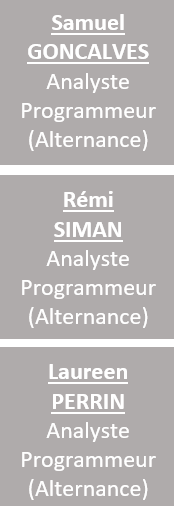 Samuel
GONCALVES
Analyste
Programmeur
(Alternance)
Rémi
SIMAN
Analyste
Programmeur
(Alternance)
Laureen
PERRIN
Analyste
Programmeur
(Alternance)